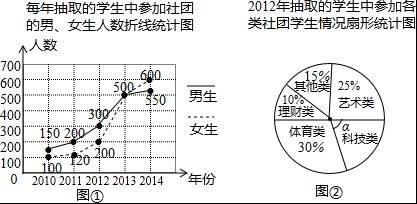 每年抽取的学生中参加社团
的男、女生人数折线统计图
人数
700
600
500
400
300
200
100
0
150
200
300
500
600
550
100
120
200
男生
女生
2010 2011 2012 2013 2014
年份
图①
2012年抽取的学生中参加各
类社团学生情况扇形统计图
15%
其他类
25%
艺术类
10%
理财类
α
科技类
体育类
30%
图②